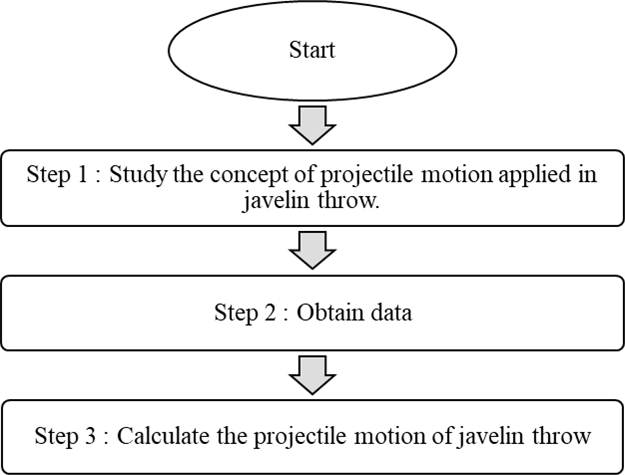 Start
Step 1 : Study the concept of projectile motion applied in
javelin throw.
Step 2 : Obtain data
Step 3 : Calculate the projectile motion of javelin throw